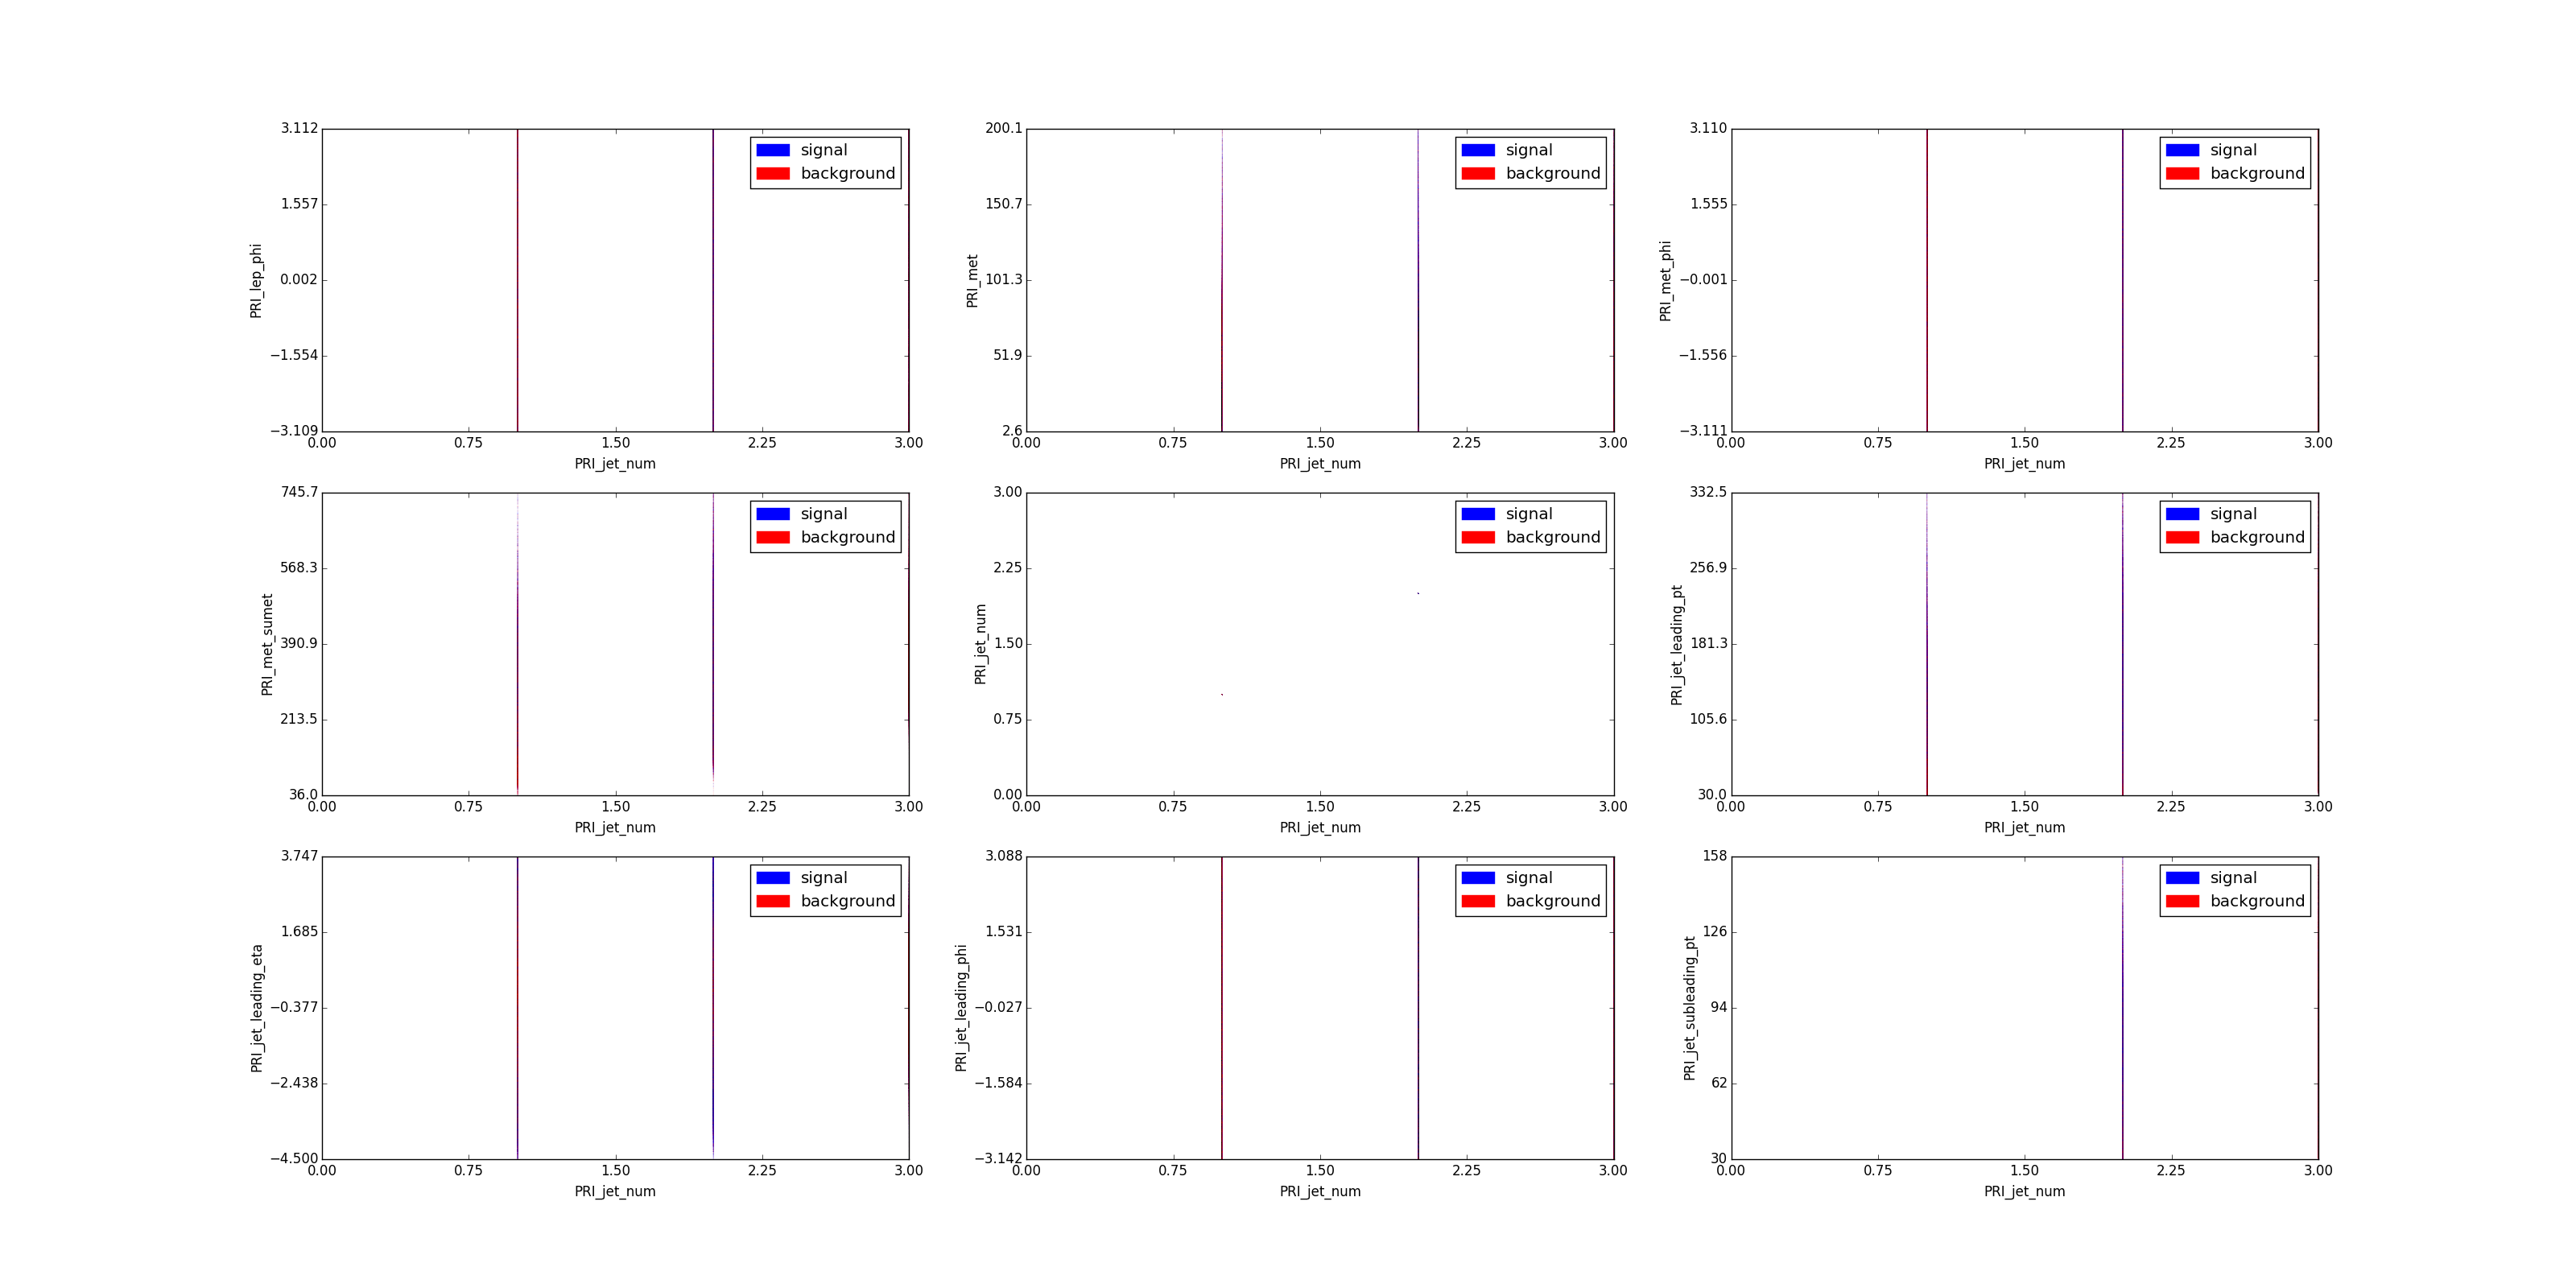 3.112
1.557
0.002
−1.554
−3.109
PRI_lep_phi
0.00 0.75 1.50 2.25 3.00
PRI_jet_num
signal
background
200.1
150.7
101.3
51.9
2.6
PRI_met
0.00 0.75 1.50 2.25 3.00
PRI_jet_num
signal
background
3.110
1.555
−0.001
−1.556
−3.111
PRI_met_phi
0.00 0.75 1.50 2.25 3.00
PRI_jet_num
signal
background
745.7
568.3
390.9
213.5
36.0
PRI_met_sumet
0.00 0.75 1.50 2.25 3.00
PRI_jet_num
signal
background
3.00
2.25
1.50
0.75
0.00
PRI_jet_num
0.00 0.75 1.50 2.25 3.00
PRI_jet_num
signal
background
332.5
256.9
181.3
105.6
30.0
PRI_jet_leading_pt
0.00 0.75 1.50 2.25 3.00
PRI_jet_num
signal
background
3.747
1.685
−0.377
−2.438
−4.500
PRI_jet_leading_eta
0.00 0.75 1.50 2.25 3.00
PRI_jet_num
signal
background
3.088
1.531
−0.027
−1.584
−3.142
PRI_jet_leading_phi
0.00 0.75 1.50 2.25 3.00
PRI_jet_num
signal
background
158
126
94
62
30
PRI_jet_subleading_pt
0.00 0.75 1.50 2.25 3.00
PRI_jet_num
signal
background